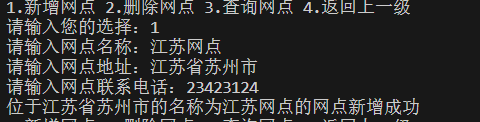 1.新增网点 2.删除网点 3.查询网点 4.返回上一级
请输入您的选择：1
请输入网点名称：江苏网点
请输入网点地址：江苏省苏州市
请输入网点联系电话：23423124
位于江苏省苏州市的名称为江苏网点的网点新增成功